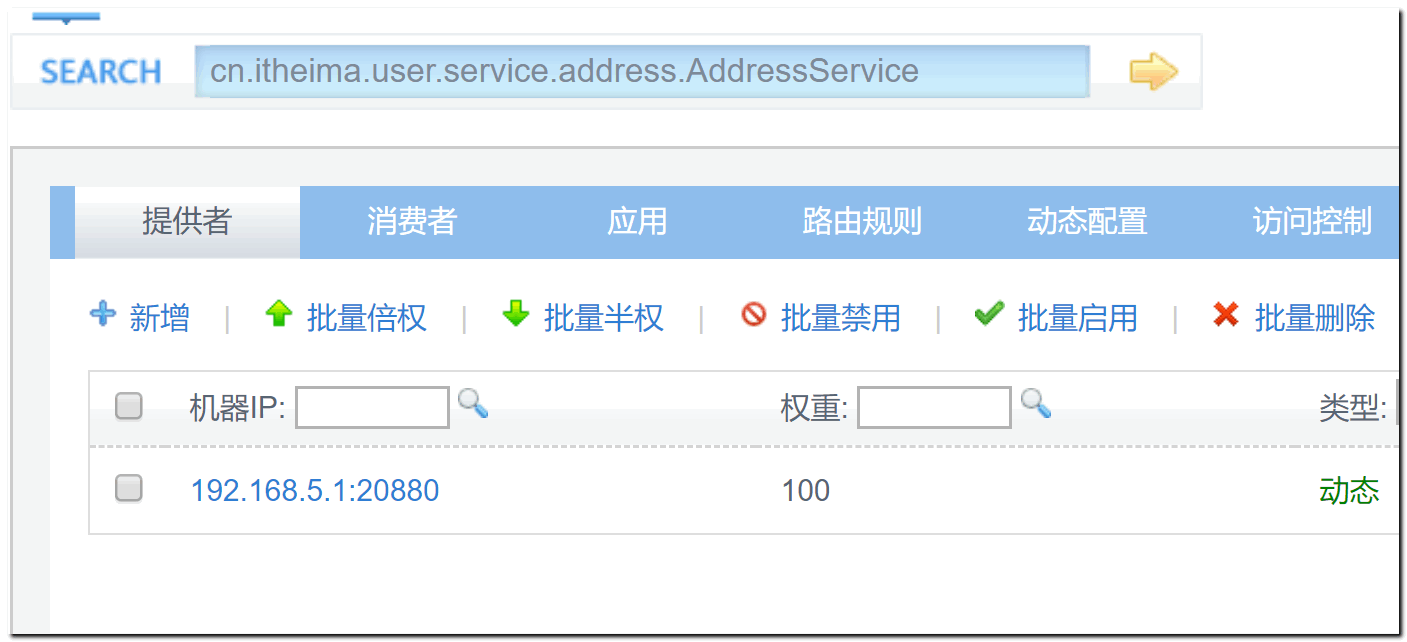 SEARCH cn.itheima.user.service.address.AddressService
提供者 消费者 应用 路由规则 动态配置 访问控制
新增 | 批量倍权 | 批量半权 | 批量禁用 | 批量启用 | 批量删除
机器IP: 权重: 类型:
192.168.5.1:20880 100 动态